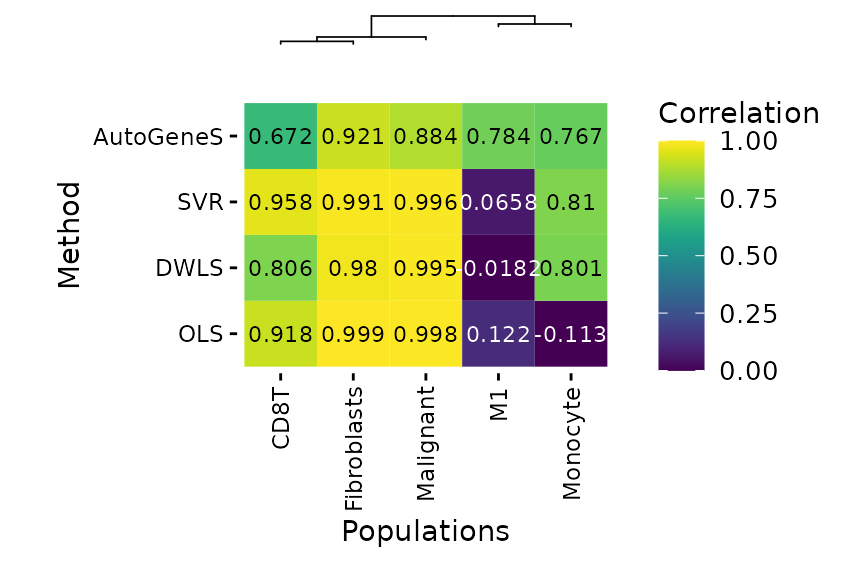 Correlation
1.00
0.75
0.50
0.25
0.00
Method
AutoGeneS 0.672 0.921 0.884 0.784 0.767
SVR 0.958 0.991 0.996 0.0658 0.81
DWLS 0.806 0.98 0.995 -0.0182 0.801
OLS 0.918 0.999 0.998 0.122 -0.113
CD8T Fibroblasts Malignant M1 Monocyte
Populations